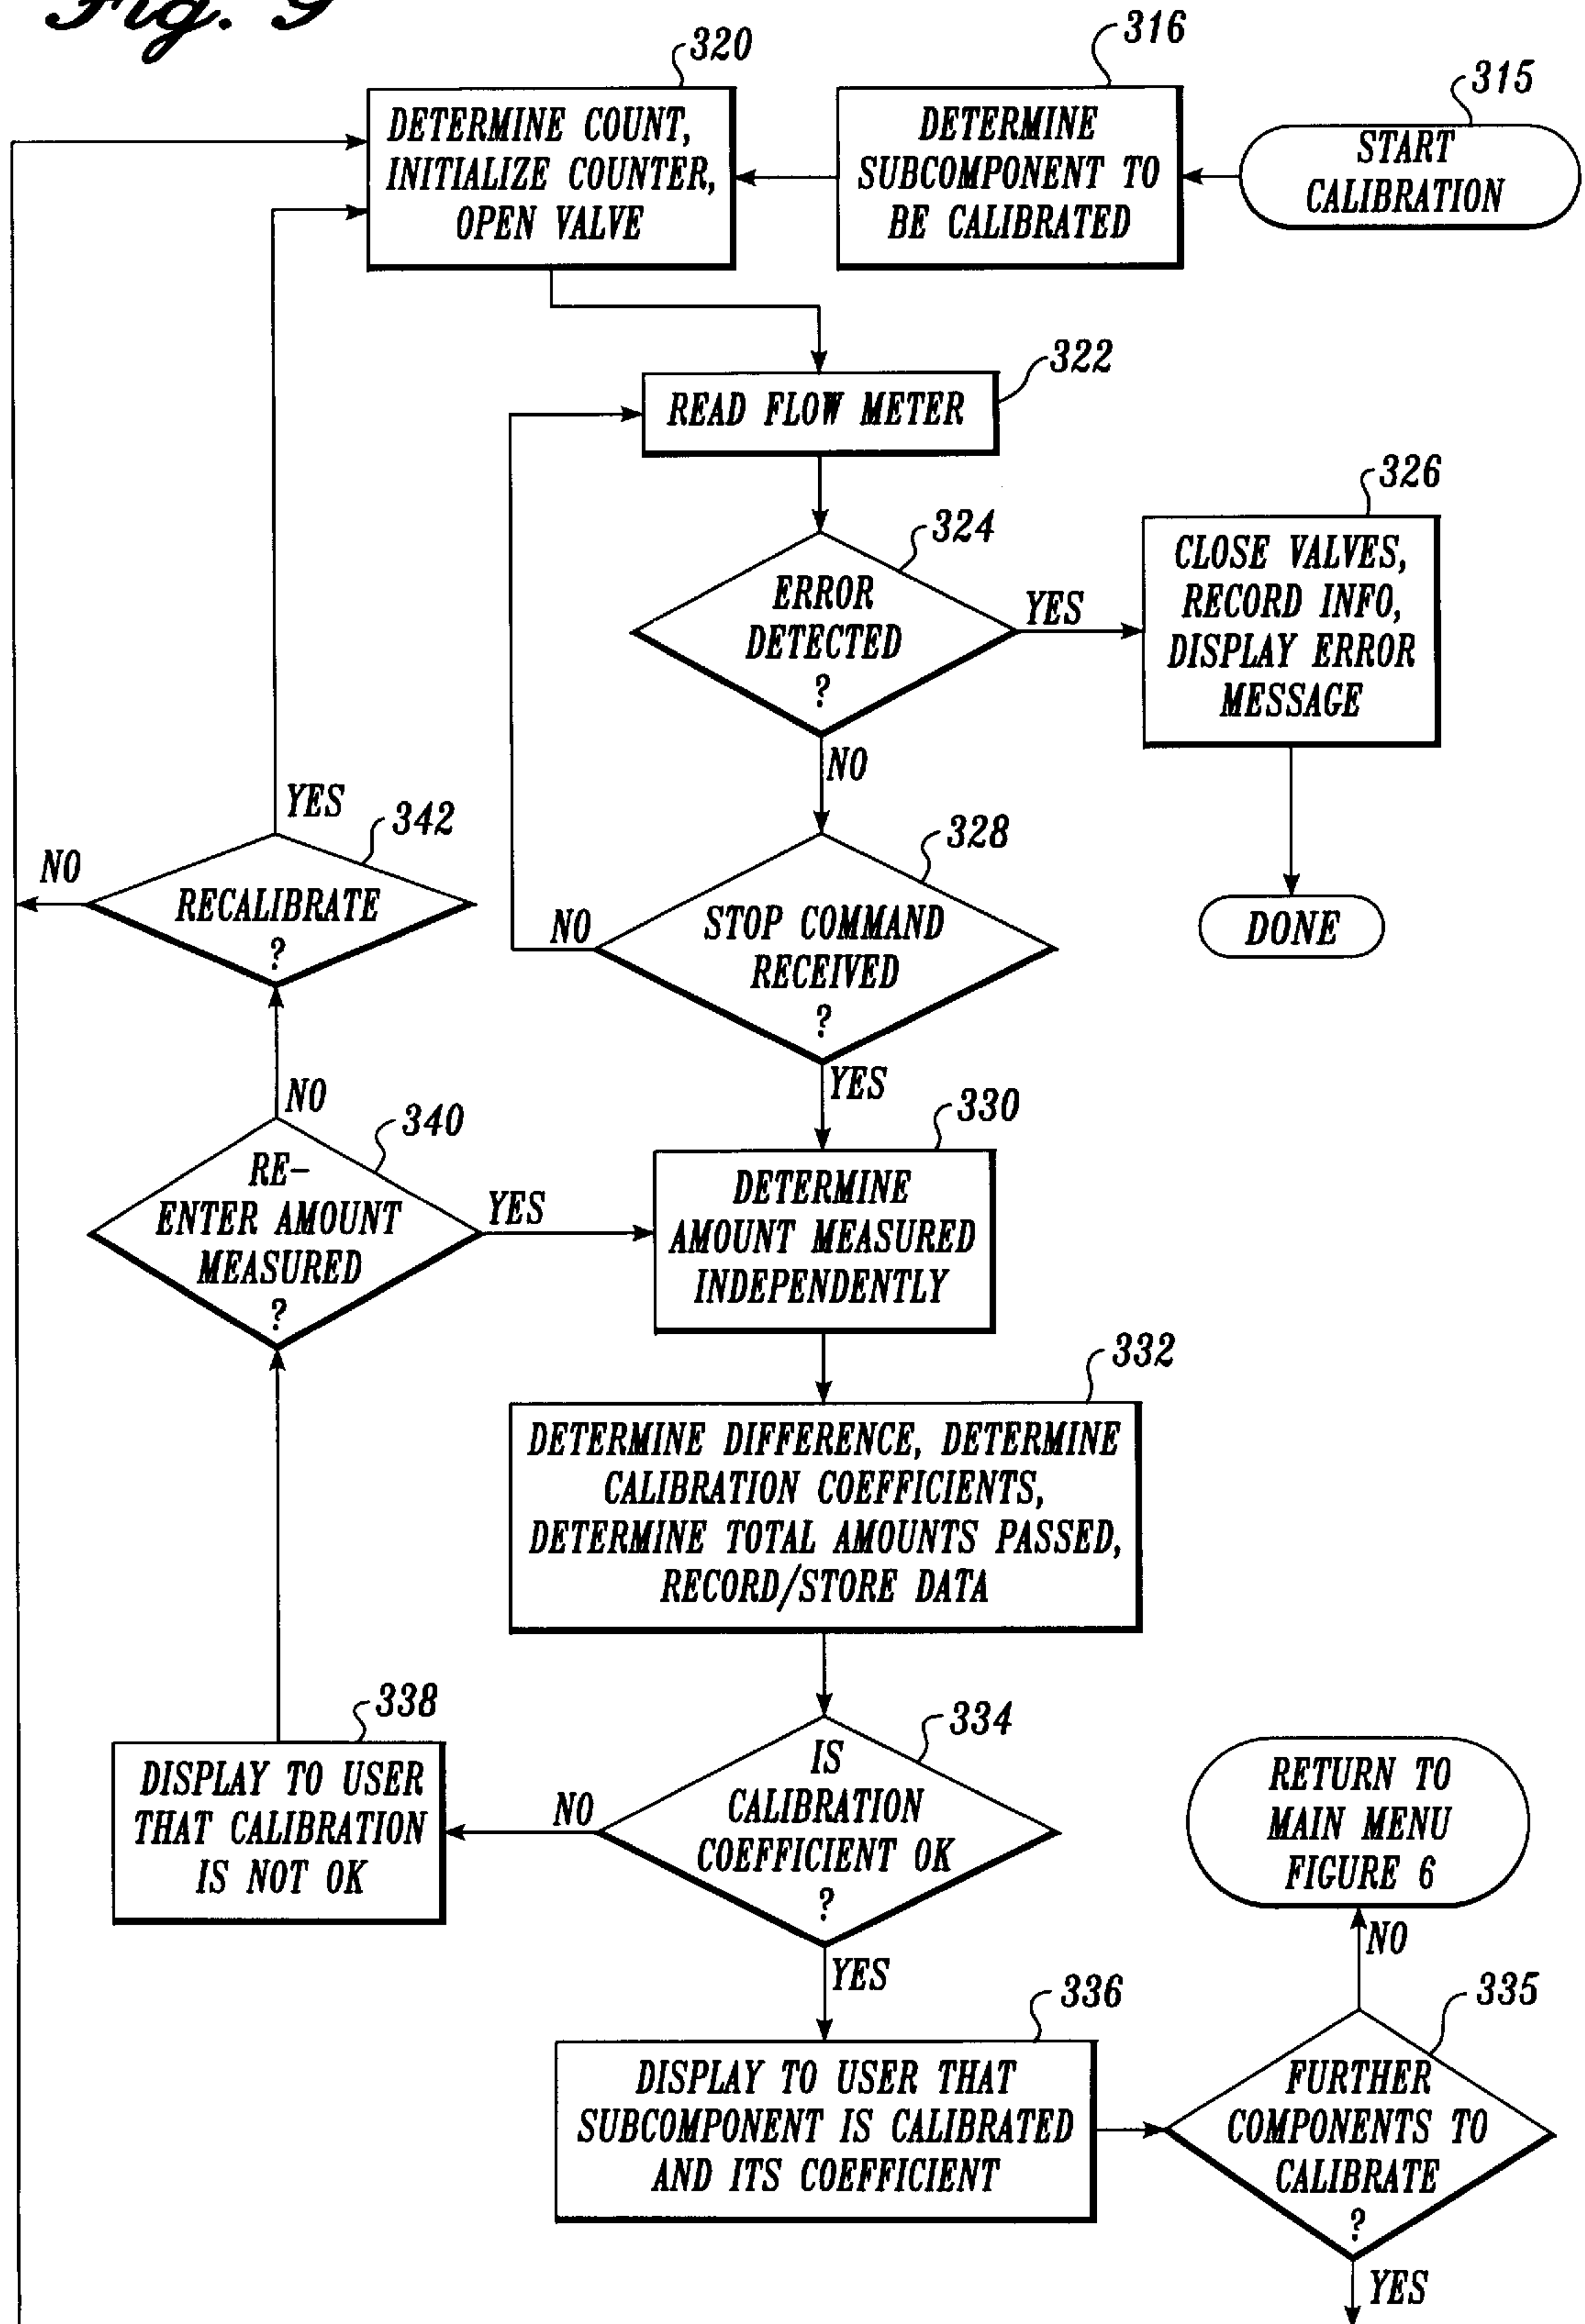 Fig. 9
320
DETERMINE COUNT,
INITIALIZE COUNTER,
OPEN VALVE
316
DETERMINE
SUBCOMPONENT TO
BE CALIBRATED
315
START
CALIBRATION
322
READ FLOW METER
324
ERROR
DETECTED
?
YES
NO
326
CLOSE VALVES,
RECORD INFO,
DISPLAY ERROR
MESSAGE
DONE
328
STOP COMMAND
RECEIVED
?
NO
YES
342
RECALIBRATE
?
YES
NO
340
RE-
ENTER AMOUNT
MEASURED
?
NO
YES
330
DETERMINE
AMOUNT MEASURED
INDEPENDENTLY
332
DETERMINE DIFFERENCE, DETERMINE
CALIBRATION COEFFICIENTS,
DETERMINE TOTAL AMOUNTS PASSED,
RECORD/STORE DATA
334
IS
CALIBRATION
COEFFICIENT OK
?
NO
YES
338
DISPLAY TO USER
THAT CALIBRATION
IS NOT OK
336
DISPLAY TO USER THAT
SUBCOMPONENT IS CALIBRATED
AND ITS COEFFICIENT
335
FURTHER
COMPONENTS TO
CALIBRATE
?
NO
YES
RETURN TO
MAIN MENU
FIGURE 6